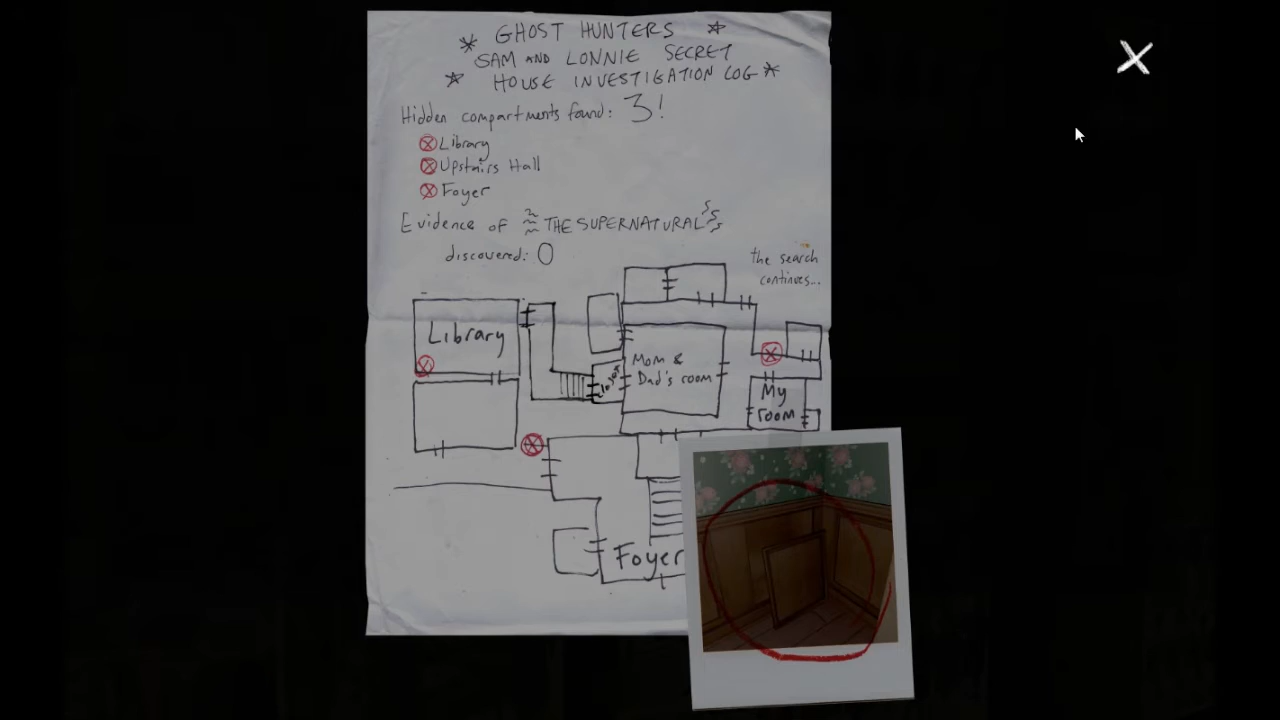 GHOST HUNTERS
SAM AND LONNIE SECRET
HOUSE INVESTIGATION LOG
Hidden compartments found: 3!
Library
Upstairs Hall
Foyer
Evidence of THE SUPERNATURAL
discovered: 0
the search
continues...
Library
Mom &
Dad's room
My
room
Foyer